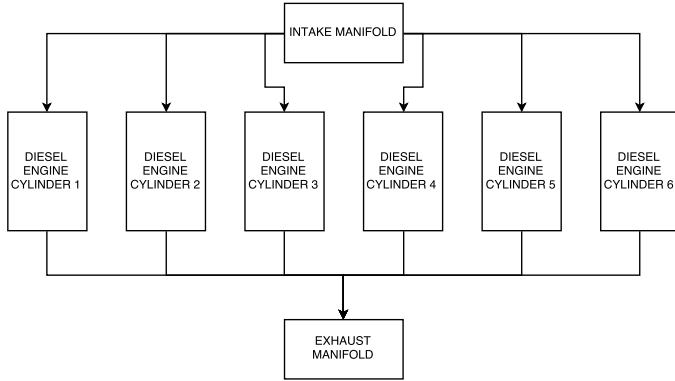 INTAKE MANIFOLD
DIESEL
ENGINE
CYLINDER 1
DIESEL
ENGINE
CYLINDER 2
DIESEL
ENGINE
CYLINDER 3
DIESEL
ENGINE
CYLINDER 4
DIESEL
ENGINE
CYLINDER 5
DIESEL
ENGINE
CYLINDER 6
EXHAUST
MANIFOLD